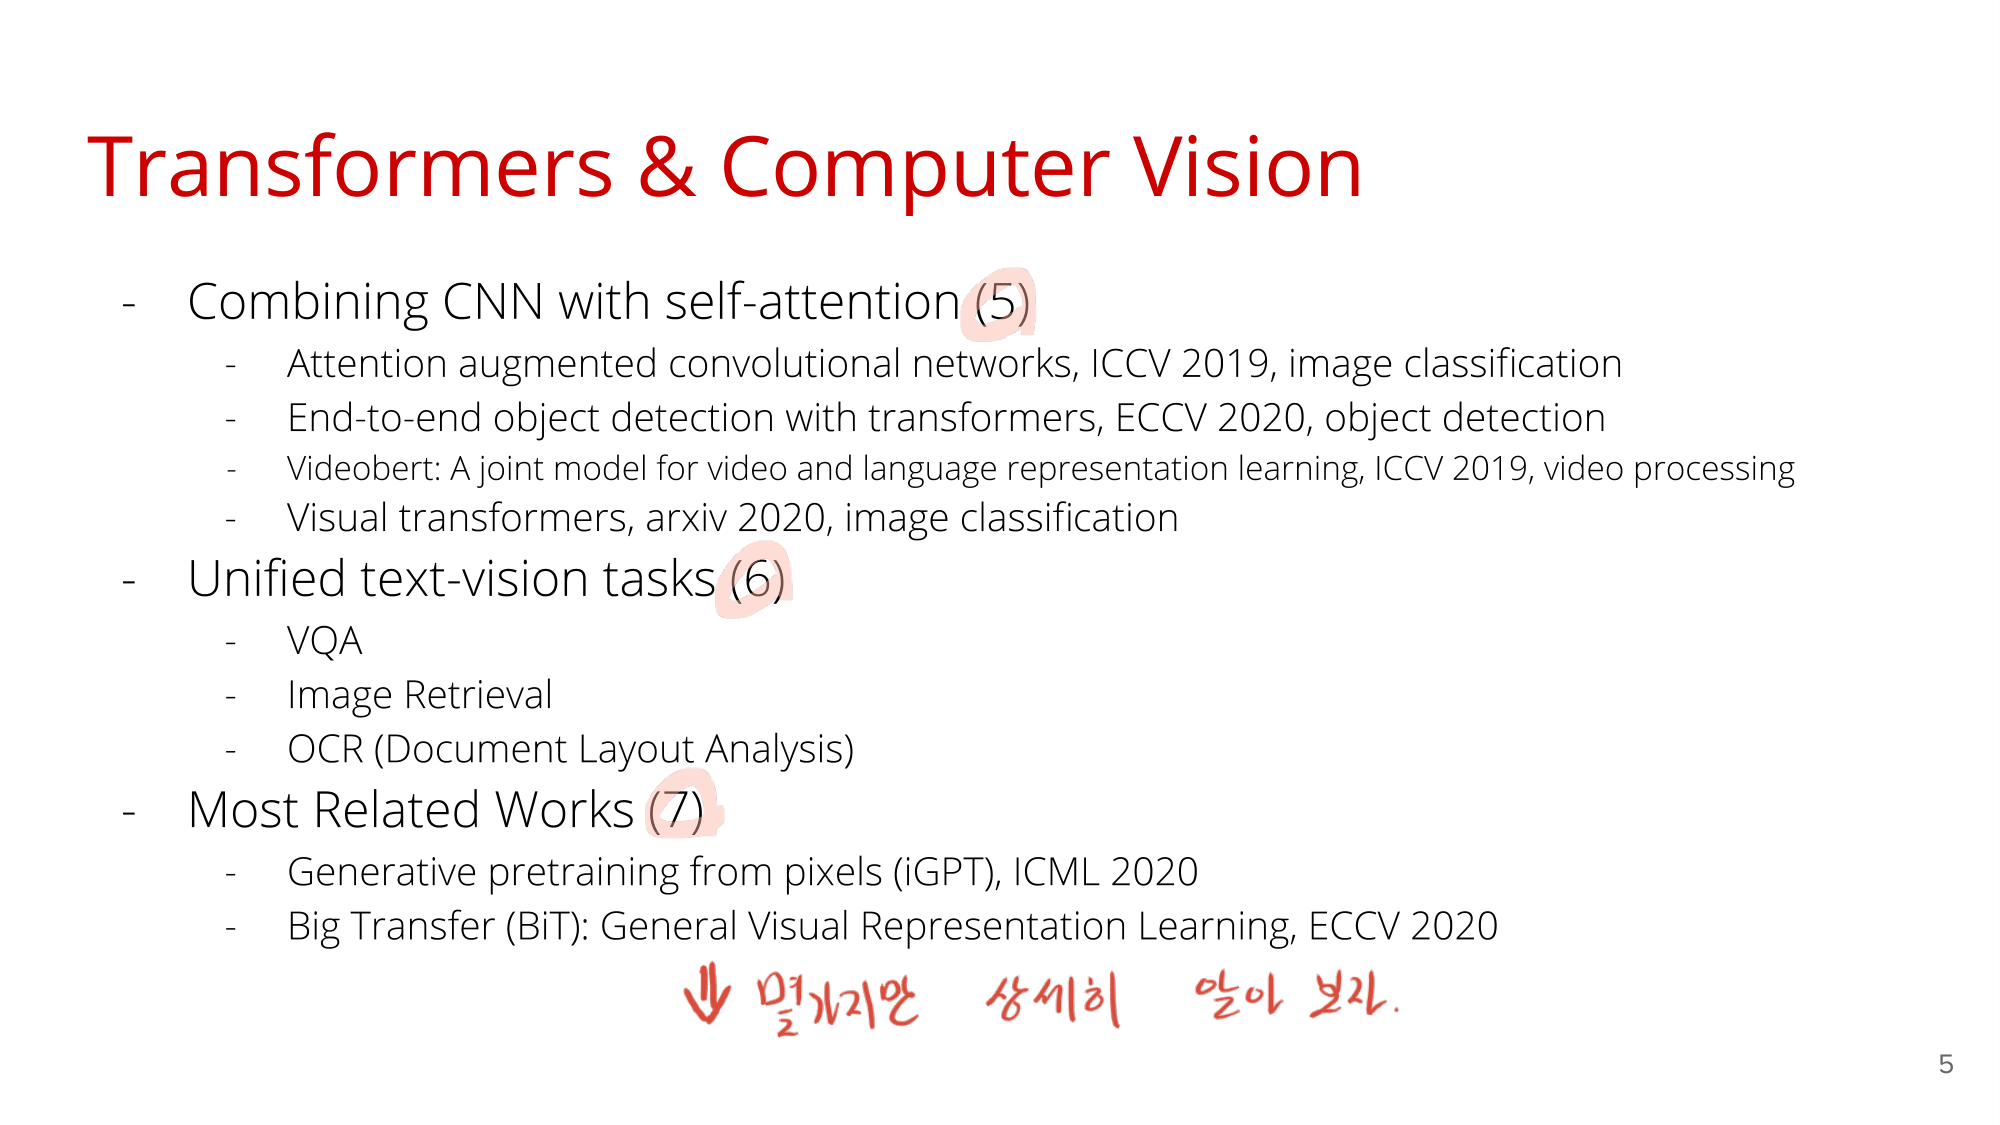 Transformers & Computer Vision
- Combining CNN with self-attention (5)
- Attention augmented convolutional networks, ICCV 2019, image classification
- End-to-end object detection with transformers, ECCV 2020, object detection
- Videobert: A joint model for video and language representation learning, ICCV 2019, video processing
- Visual transformers, arxiv 2020, image classification
- Unified text-vision tasks (6)
- VQA
- Image Retrieval
- OCR (Document Layout Analysis)
- Most Related Works (7)
- Generative pretraining from pixels (iGPT), ICML 2020
- Big Transfer (BiT): General Visual Representation Learning, ECCV 2020
몇가지만 상세히 알아 보자.
5